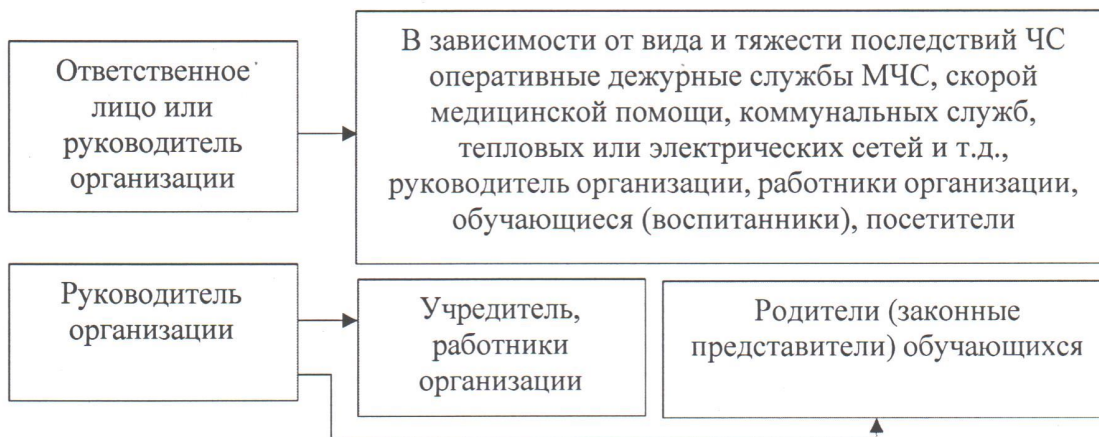 Ответственное
лицо или
руководитель
организации
В зависимости от вида и тяжести последствий ЧС
оперативные дежурные службы МЧС, скорой
медицинской помощи, коммунальных служб,
тепловых или электрических сетей и т.д.,
руководитель организации, работники организации,
обучающиеся (воспитанники), посетители
Руководитель
организации
Учредитель,
работники
организации
Родители (законные
представители) обучающихся